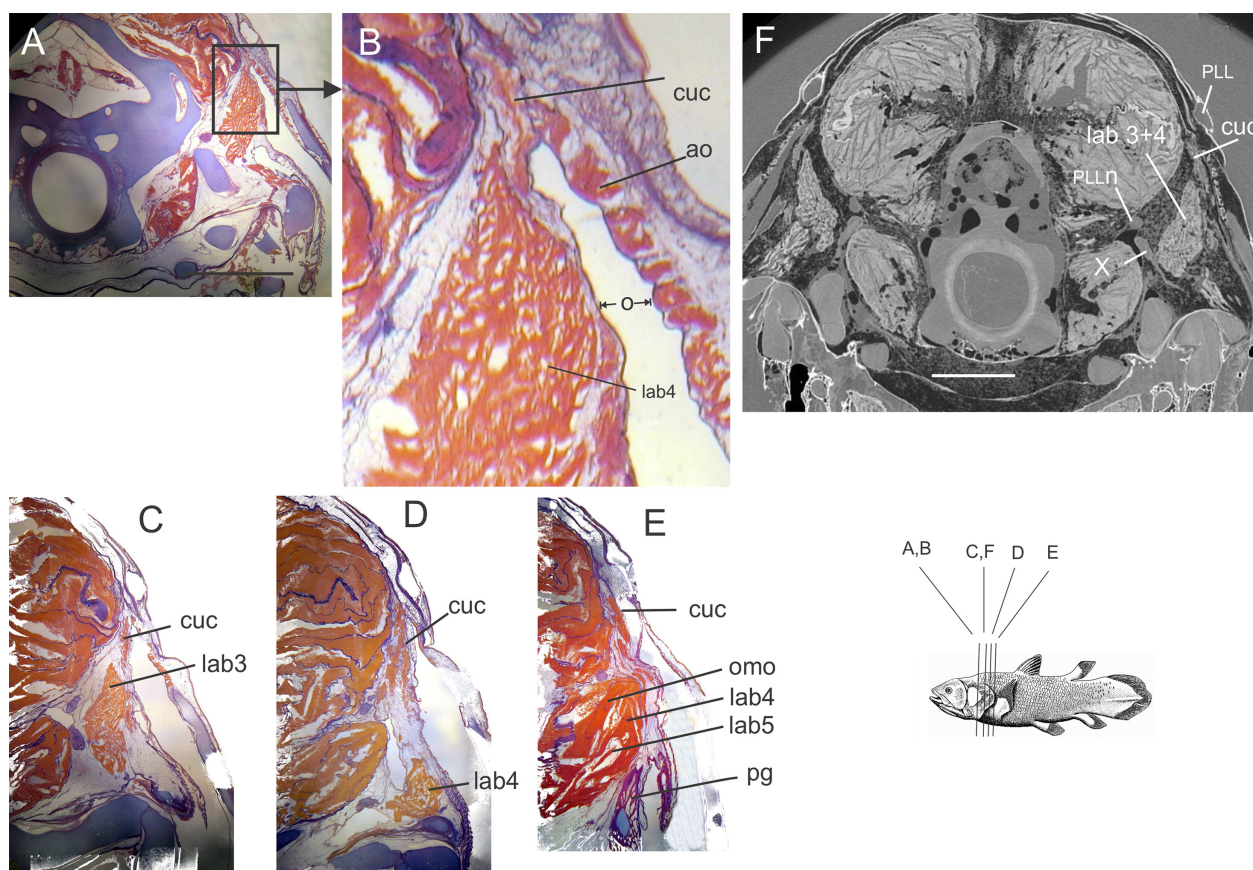 A
B
cuc
ao
o
lab4
F
PLL
cuc
lab 3+4
PLLn
X
C
cuc
lab3
D
cuc
lab4
E
cuc
omo
lab4
lab5
pg
A,B
C,F
D
E